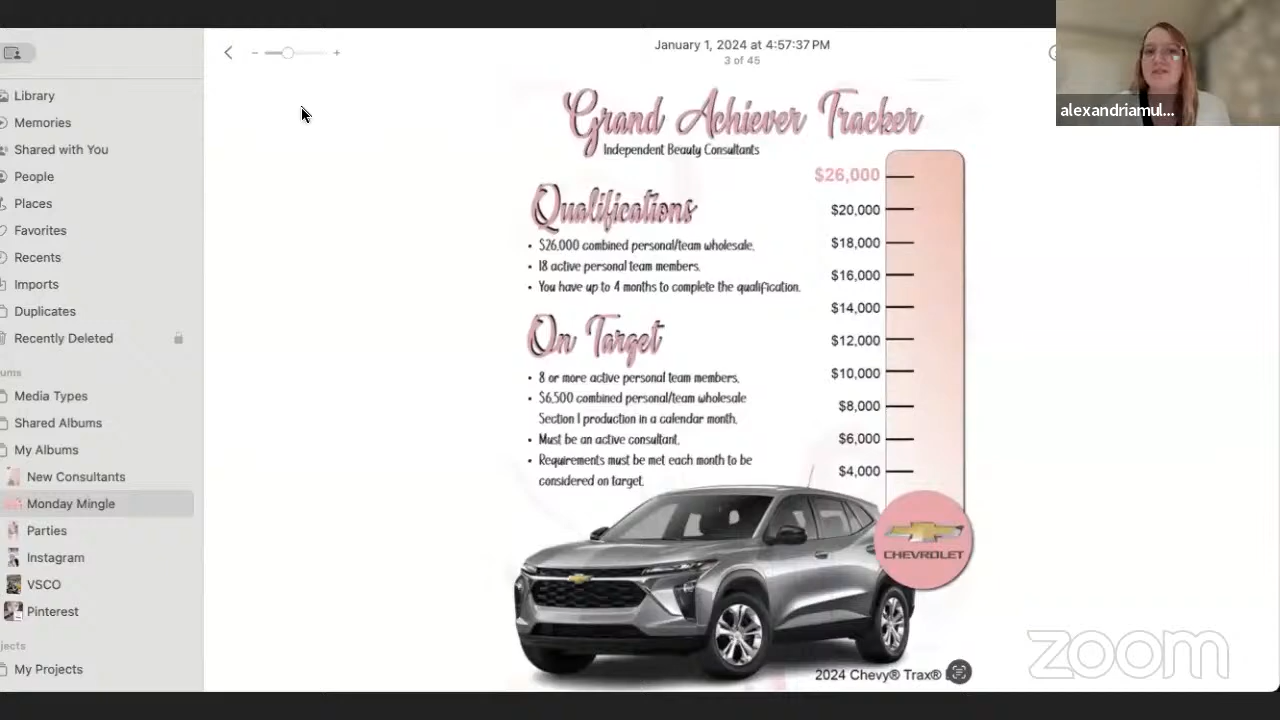 January 1, 2024 at 4:57:37 PM
3 of 45
alexandriamul...
Library
Memories
Shared with You
People
Places
Favorites
Recents
Imports
Duplicates
Recently Deleted
Media Types
Shared Albums
My Albums
New Consultants
Monday Mingle
Parties
Instagram
VSCO
Pinterest
My Projects
Grand Achiever Tracker
Independent Beauty Consultants
Qualifications
• $26,000 combined personal/team wholesale.
• 18 active personal team members.
• You have up to 4 months to complete the qualification.
On Target
• 8 or more active personal team members.
• $6,500 combined personal/team wholesale
Section 1 production in a calendar month.
• Must be an active consultant.
• Requirements must be met each month to be
considered on target.
$26,000
$20,000
$18,000
$16,000
$14,000
$12,000
$10,000
$8,000
$6,000
$4,000
CHEVROLET
2024 Chevy® Trax®
zoom